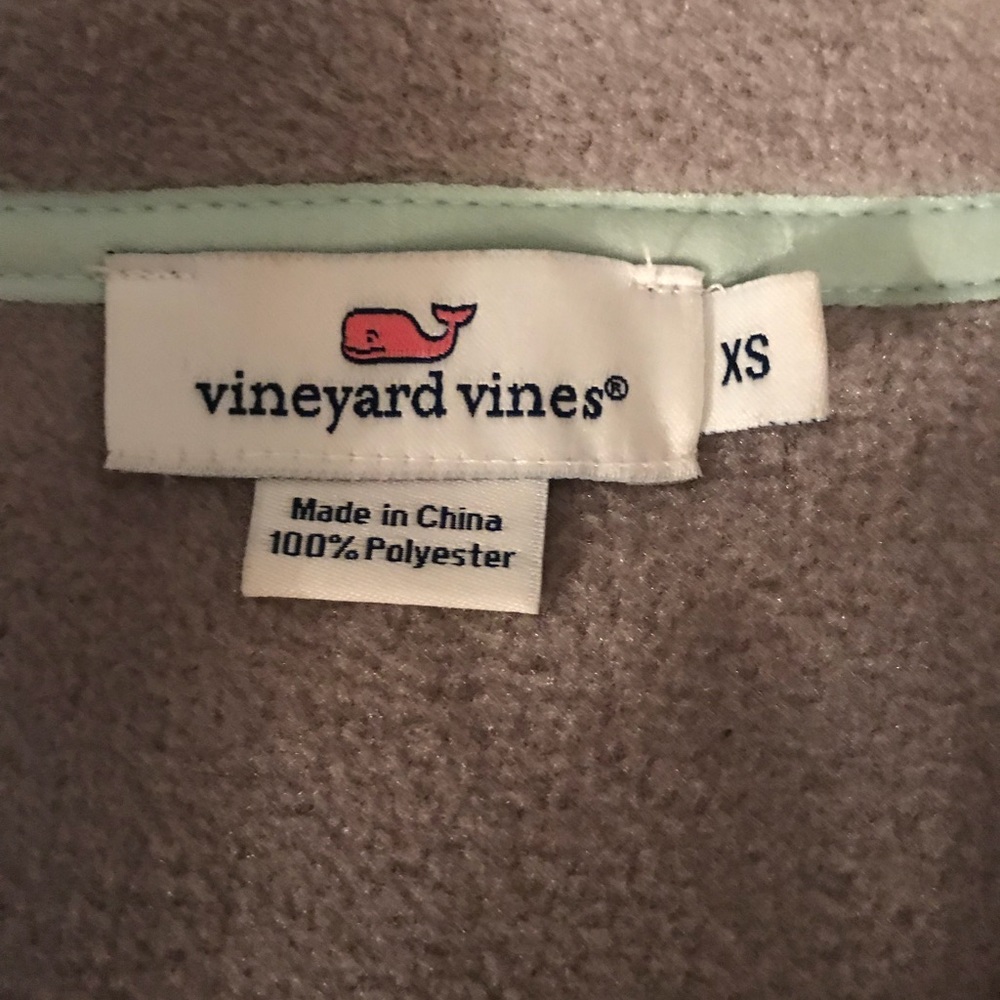 vineyard vines®
XS
Made in China
100% Polyester